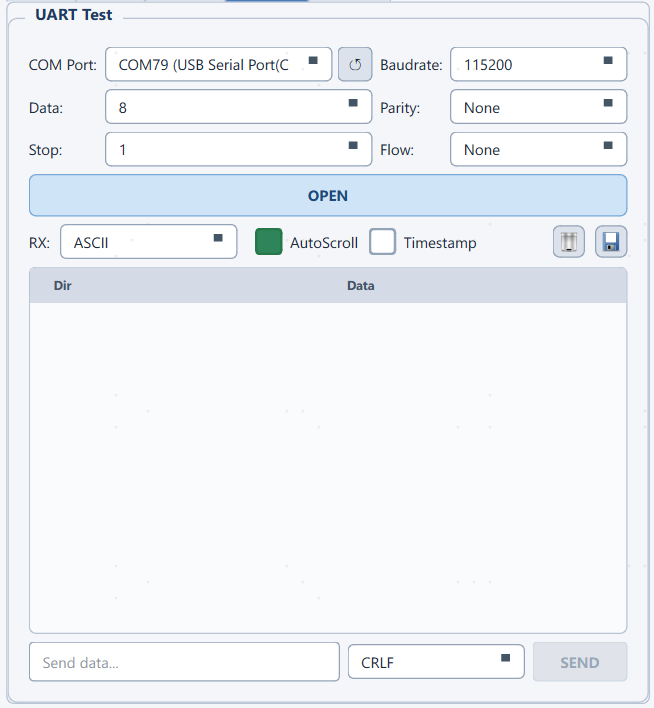 UART Test
COM Port: COM79 (USB Serial Port(C Baudrate: 115200
Data: 8 Parity: None
Stop: 1 Flow: None
OPEN
RX: ASCII AutoScroll Timestamp
Dir Data
Send data... CRLF SEND